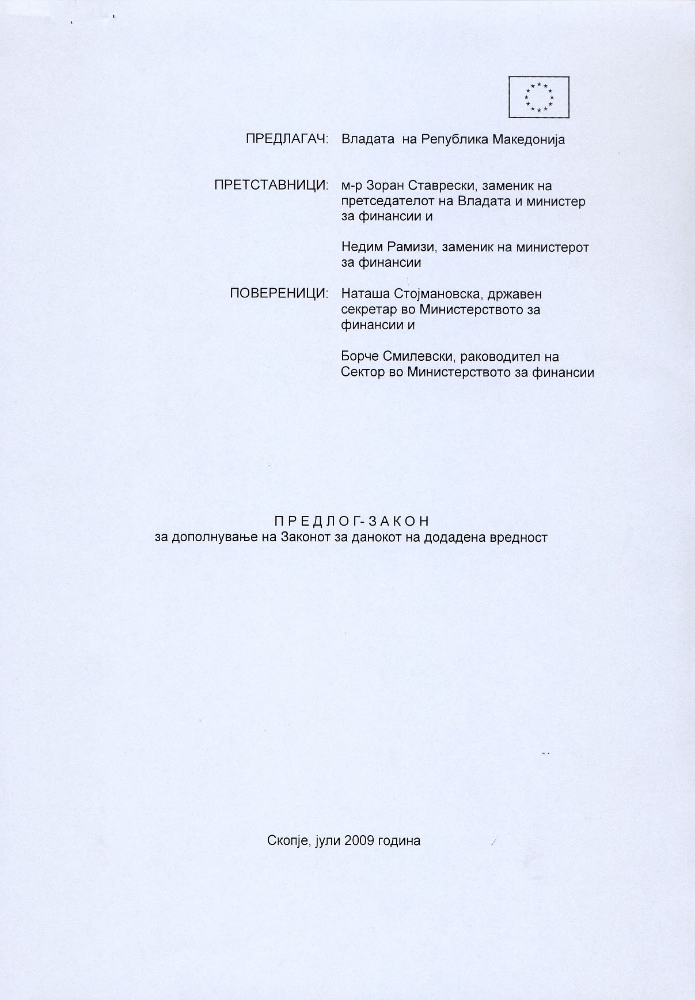 ПРЕДЛАГАЧ: Владата на Република Македонија
ПРЕТСТАВНИЦИ: м-р Зоран Ставрески, заменик на
претседателот на Владата и министер
за финансии и
Недим Рамизи, заменик на министерот
за финансии
ПОВЕРЕНИЦИ: Наташа Стојмановска, државен
секретар во Министерството за
финансии и
Борче Смилевски, раководител на
Сектор во Министерството за финансии
П Р Е Д Л О Г- З А К О Н
за дополнување на Законот за данокот на додадена вредност
Скопје, јули 2009 година